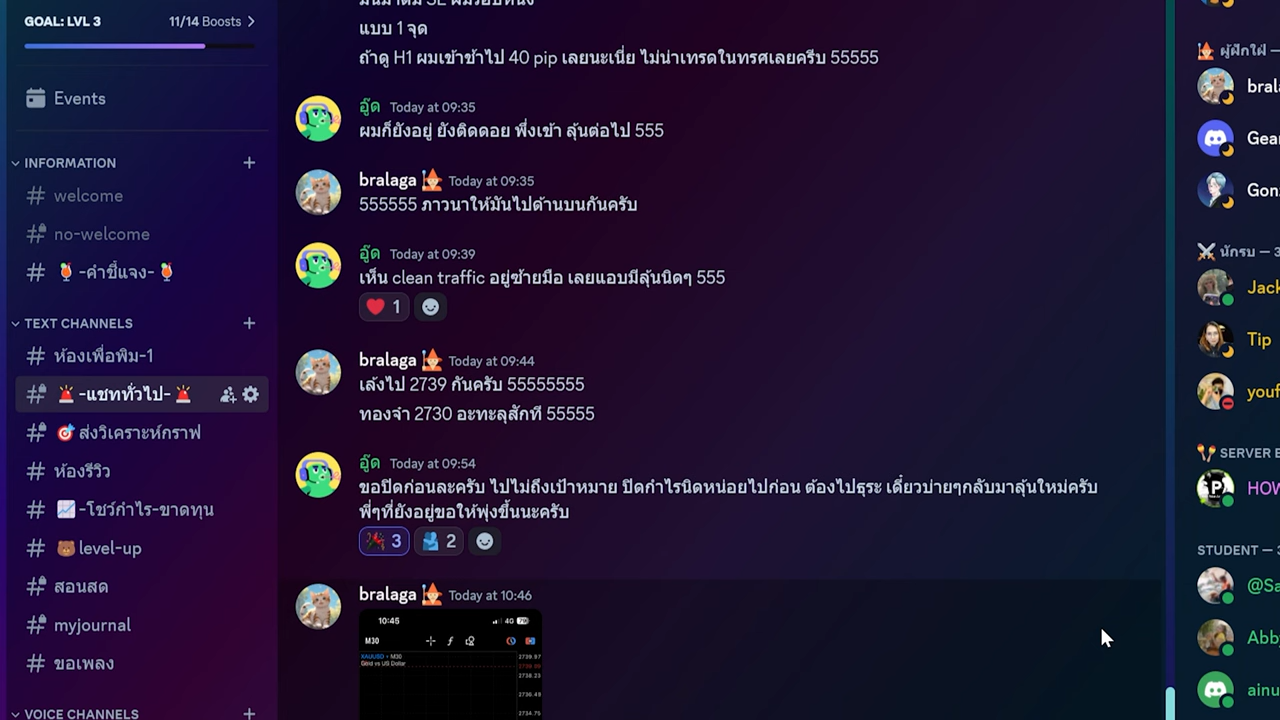 GOAL: LVL 3
11/14 Boosts
Events
INFORMATION
welcome
no-welcome
-คำชี้แจง-
TEXT CHANNELS
ห้องเพื่อพิม-1
-แชททั่วไป-
ส่งวิเคราะห์กราฟ
ห้องรีวิว
-โชว์กำไร-ขาดทุน
level-up
สอนสด
myjournal
ขอเพลง
VOICE CHANNELS
แบบ 1 จุด
ถ้าดู H1 ผมเข้าช้าไป 40 pip เลยนะเนี่ย ไม่น่าเทรดในทรศเลยครีบ 55555
อู๊ด Today at 09:35
ผมก็ยังอยู่ ยังติดดอย พึ่งเข้า ลุ้นต่อไป 555
bralaga Today at 09:35
555555 ภาวนาให้มันไปด้านบนกันครับ
อู๊ด Today at 09:39
เห็น clean traffic อยู่ซ้ายมือ เลยแอบมีลุ้นนิดๆ 555
1
bralaga Today at 09:44
เล้งไป 2739 กันครับ 55555555
ทองจ๋า 2730 อะทะลุสักที 55555
อู๊ด Today at 09:54
ขอปิดก่อนละครับ ไปไม่ถึงเป้าหมาย ปิดกำไรนิดหน่อยไปก่อน ต้องไปธุระ เดี๋ยวบ่ายๆกลับมาลุ้นใหม่ครับ
พี่ๆที่ยังอยู่ขอให้พุ่งขึ้นนะครับ
3 2
bralaga Today at 10:46
10:45 4G
M30
XAUUSD • M30
Gold vs US Dollar
2739.97
2738.23
2736.49
2734.75
ผู้ฝึกใฝ่ —
brala
Gear
Gon
นักรบ — 3
Jack
Tip
youf
SERVER B
HOW
STUDENT — 3
@Sa
Abby
ainu